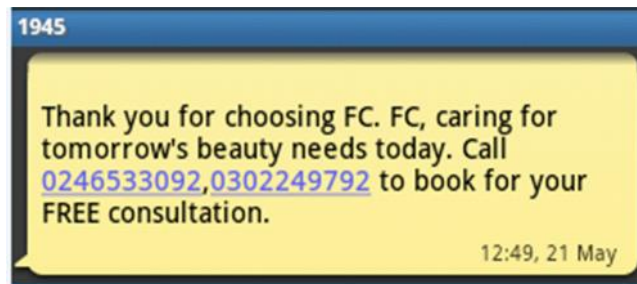 1945
Thank you for choosing FC. FC, caring for
tomorrow's beauty needs today. Call
0246533092,0302249792 to book for your
FREE consultation.
12:49, 21 May